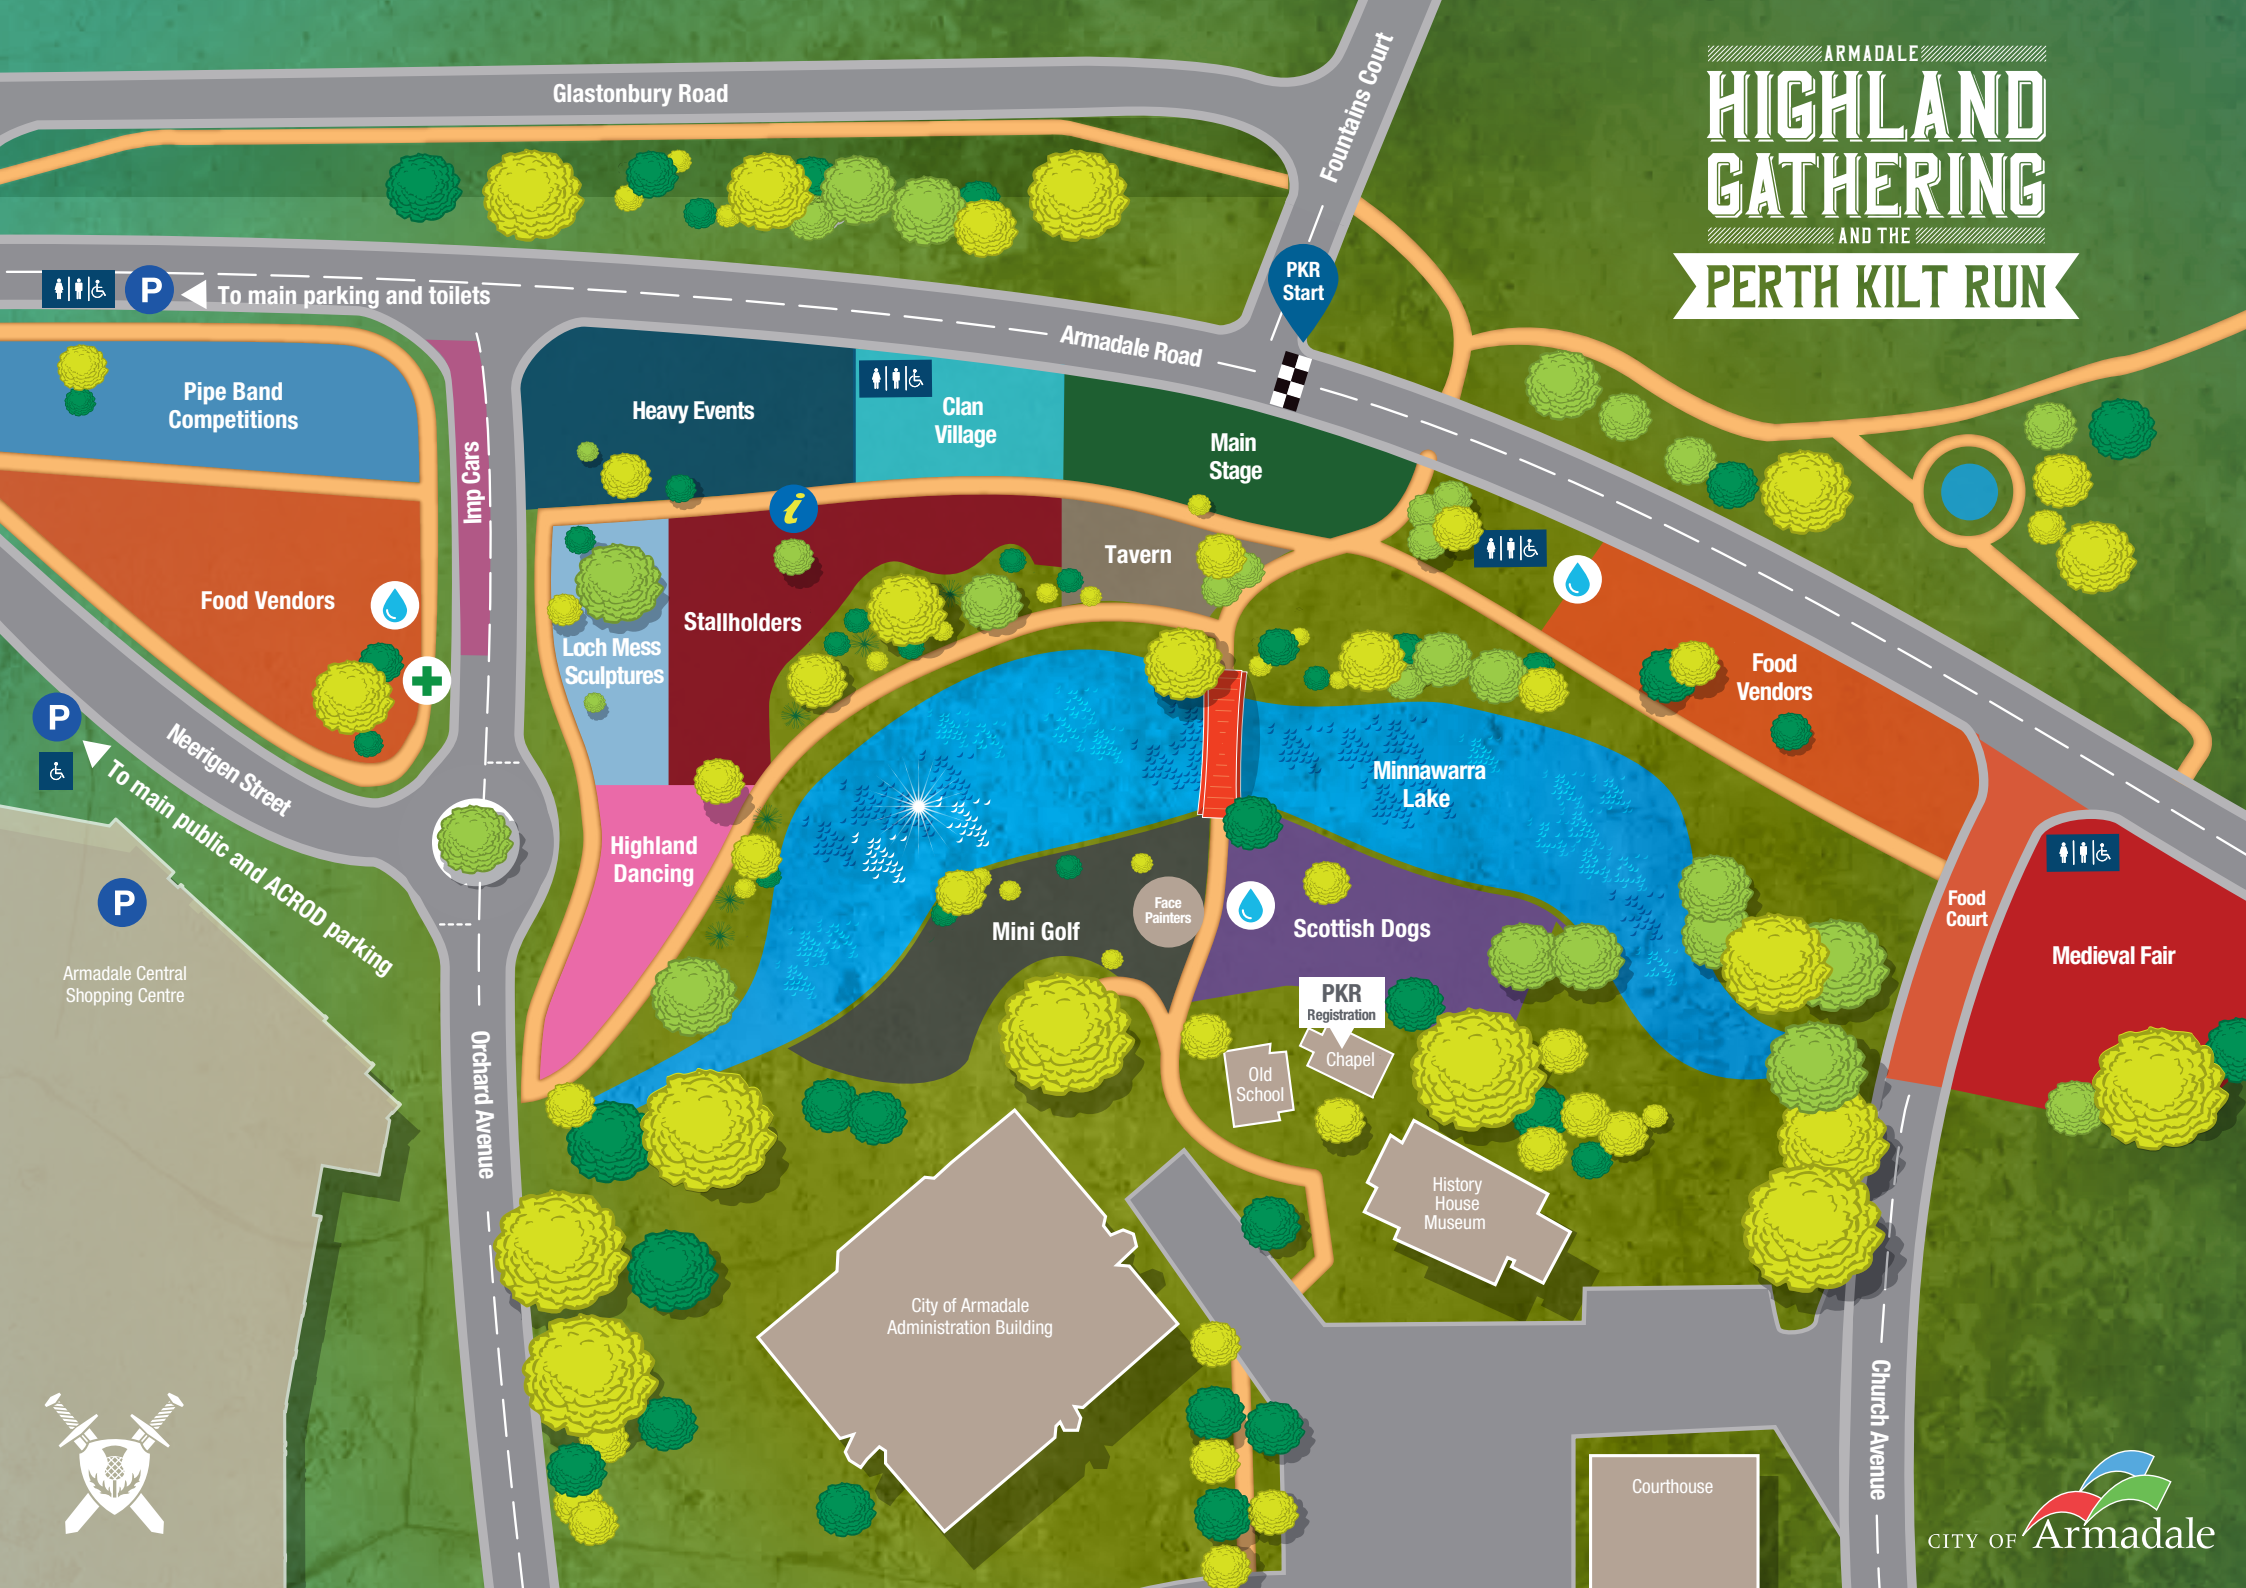 ARMADALE
HIGHLAND
GATHERING
AND THE
PERTH KILT RUN
Glastonbury Road
Fountains Court
PKR
Start
P
To main parking and toilets
Armadale Road
Pipe Band
Competitions
Imp Cars
Heavy Events
Clan
Village
Main
Stage
i
Tavern
Food Vendors
Stallholders
Loch Mess
Sculptures
Food
Vendors
P
Neerigen Street
To main public and ACROD parking
Minnawarra
Lake
Highland
Dancing
P
Face
Painters
Mini Golf
Scottish Dogs
Food
Court
Medieval Fair
Armadale Central
Shopping Centre
PKR
Registration
Chapel
Old
School
Orchard Avenue
History
House
Museum
City of Armadale
Administration Building
Church Avenue
Courthouse
CITY OF Armadale